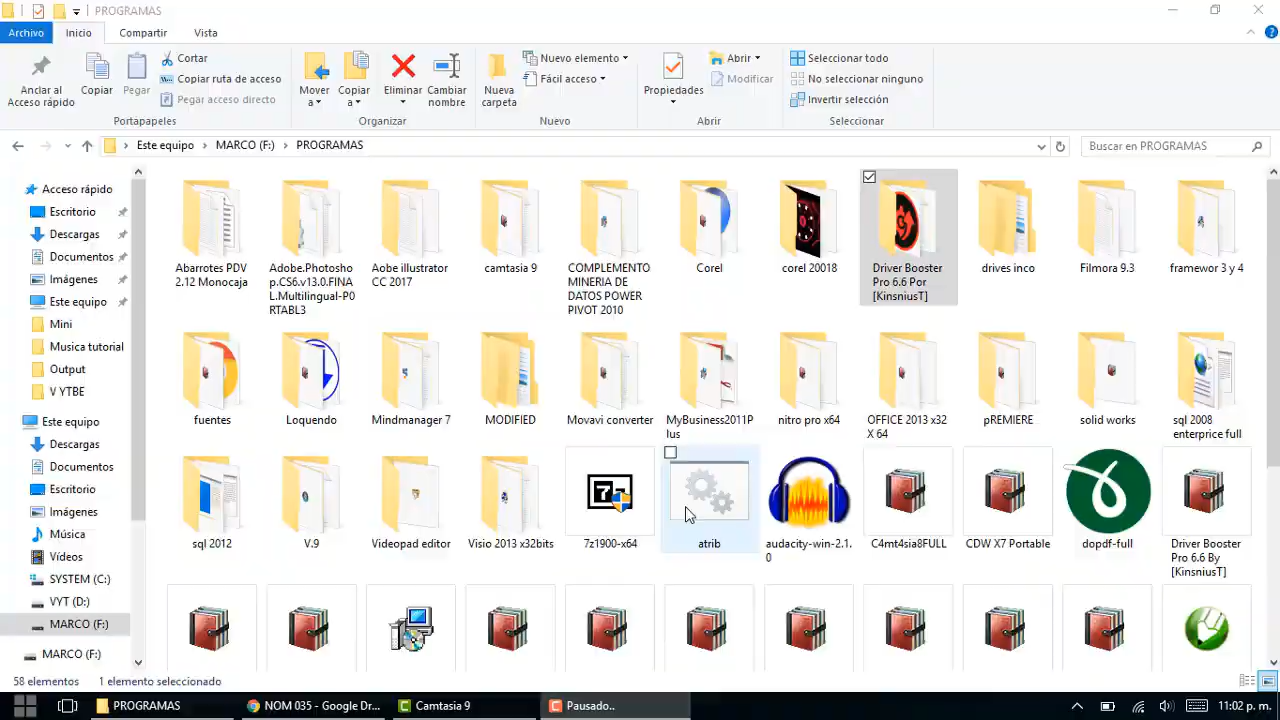 PROGRAMAS
Archivo Inicio Compartir Vista
Anclar al Acceso rápido
Copiar
Pegar
Cortar
Copiar ruta de acceso
Pegar acceso directo
Portapapeles
Mover a
Copiar a
Eliminar
Cambiar nombre
Organizar
Nueva carpeta
Nuevo elemento
Fácil acceso
Nuevo
Propiedades
Abrir
Modificar
Abrir
Seleccionar todo
No seleccionar ninguno
Invertir selección
Seleccionar
Este equipo > MARCO (F:) > PROGRAMAS
Buscar en PROGRAMAS
Acceso rápido
Escritorio
Descargas
Documentos
Imágenes
Este equipo
Mini
Musica tutorial
Output
V YTBE
Este equipo
Descargas
Documentos
Escritorio
Imágenes
Música
Vídeos
SYSTEM (C:)
VYT (D:)
MARCO (F:)
MARCO (F:)
Abarrotes PDV
2.12 Monocaja
Adobe.Photosho
p.CS6.v13.0.FINA
L.Multilingual-P0
RTABL3
Aobe illustrator
CC 2017
camtasia 9
COMPLEMENTO
MINERIA DE
DATOS POWER
PIVOT 2010
Corel
corel 20018
Driver Booster
Pro 6.6 Por
[KinsniusT]
drives inco
Filmora 9.3
framewor 3 y 4
fuentes
Loquendo
Mindmanager 7
MODIFIED
Movavi converter
MyBusiness2011P
lus
nitro pro x64
OFFICE 2013 x32
X 64
pREMIERE
solid works
sql 2008
enterprice full
sql 2012
V.9
Videopad editor
Visio 2013 x32bits
7z1900-x64
atrib
audacity-win-2.1.
0
C4mt4sia8FULL
CDW X7 Portable
dopdf-full
Driver Booster
Pro 6.6 By
[KinsniusT]
58 elementos 1 elemento seleccionado
PROGRAMAS
NOM 035 - Google Dr...
Camtasia 9
Pausado..
11:02 p. m.